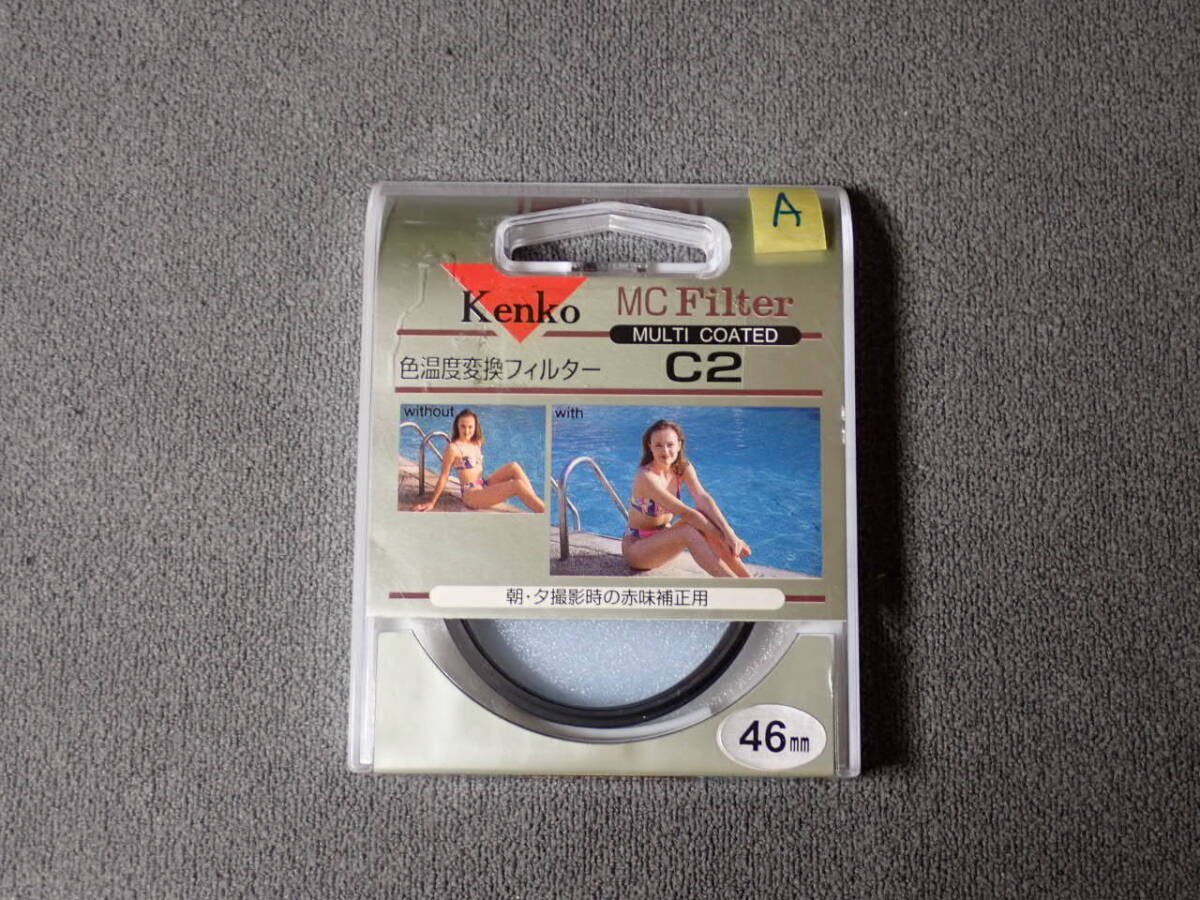 A
Kenko
MC Filter
MULTI COATED
色温度変換フィルター
C2
without
with
朝・夕撮影時の赤味補正用
46mm